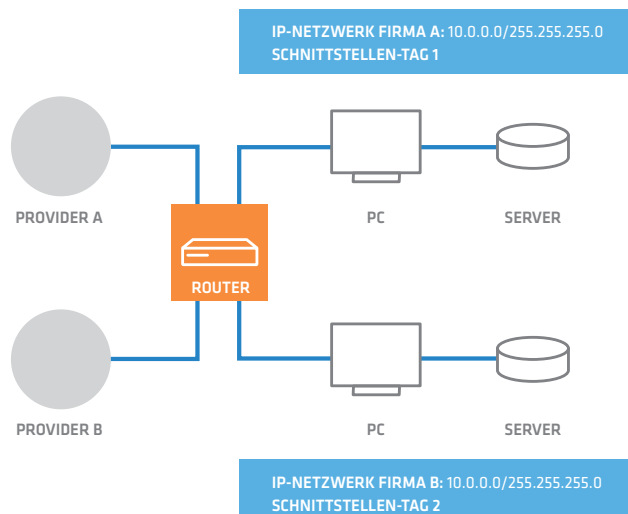 IP-NETZWERK FIRMA A: 10.0.0.0/255.255.255.0
SCHNITTSTELLEN-TAG 1
PROVIDER A
PC
SERVER
ROUTER
PROVIDER B
PC
SERVER
IP-NETZWERK FIRMA B: 10.0.0.0/255.255.255.0
SCHNITTSTELLEN-TAG 2